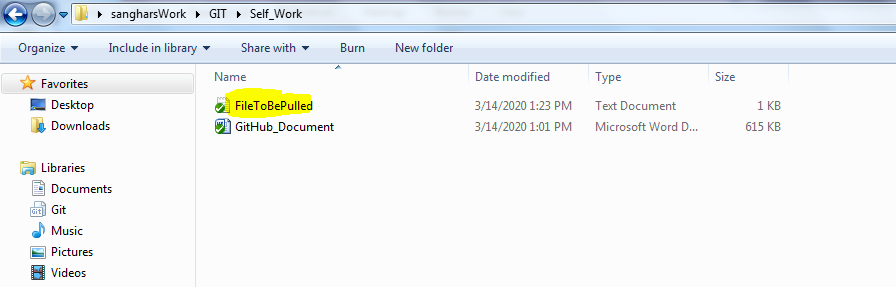 sangharsWork GIT Self_Work
Organize Include in library Share with Burn New folder
Favorites
Desktop
Downloads
Libraries
Documents
Git
Music
Pictures
Videos
Name Date modified Type Size
FileToBePulled 3/14/2020 1:23 PM Text Document 1 KB
GitHub_Document 3/14/2020 1:01 PM Microsoft Word D... 615 KB